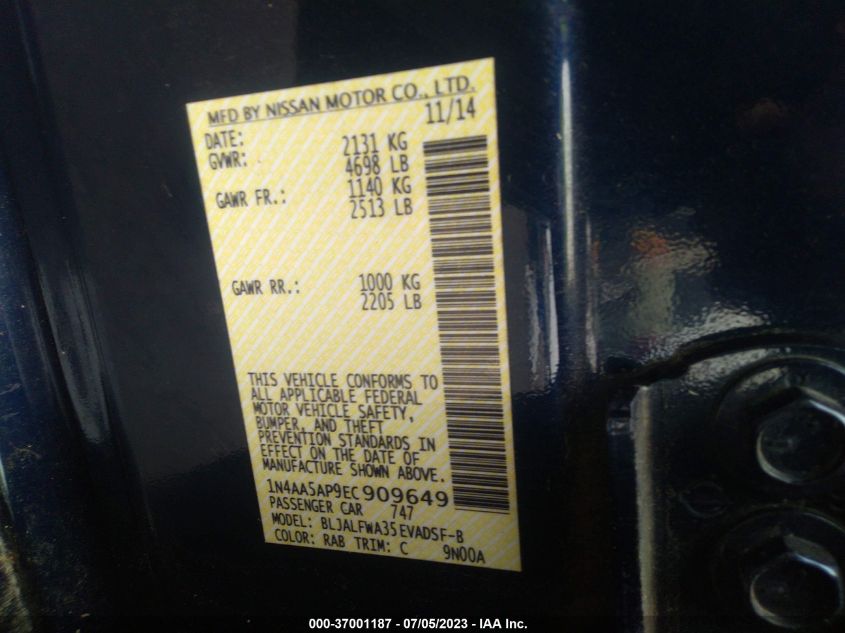 MFD BY NISSAN MOTOR CO., LTD.
DATE: 11/14
GVWR: 2131 KG
4698 LB
GAWR FR.: 1140 KG
2513 LB
GAWR RR.: 1000 KG
2205 LB
THIS VEHICLE CONFORMS TO
ALL APPLICABLE FEDERAL
MOTOR VEHICLE SAFETY,
BUMPER, AND THEFT
PREVENTION STANDARDS IN
EFFECT ON THE DATE OF
MANUFACTURE SHOWN ABOVE.
1N4AA5AP9EC909649
PASSENGER CAR 747
MODEL: BLJALFWA35EVADSF-B
COLOR: RAB TRIM: C 9N00A
000-37001187 - 07/05/2023 - IAA Inc.